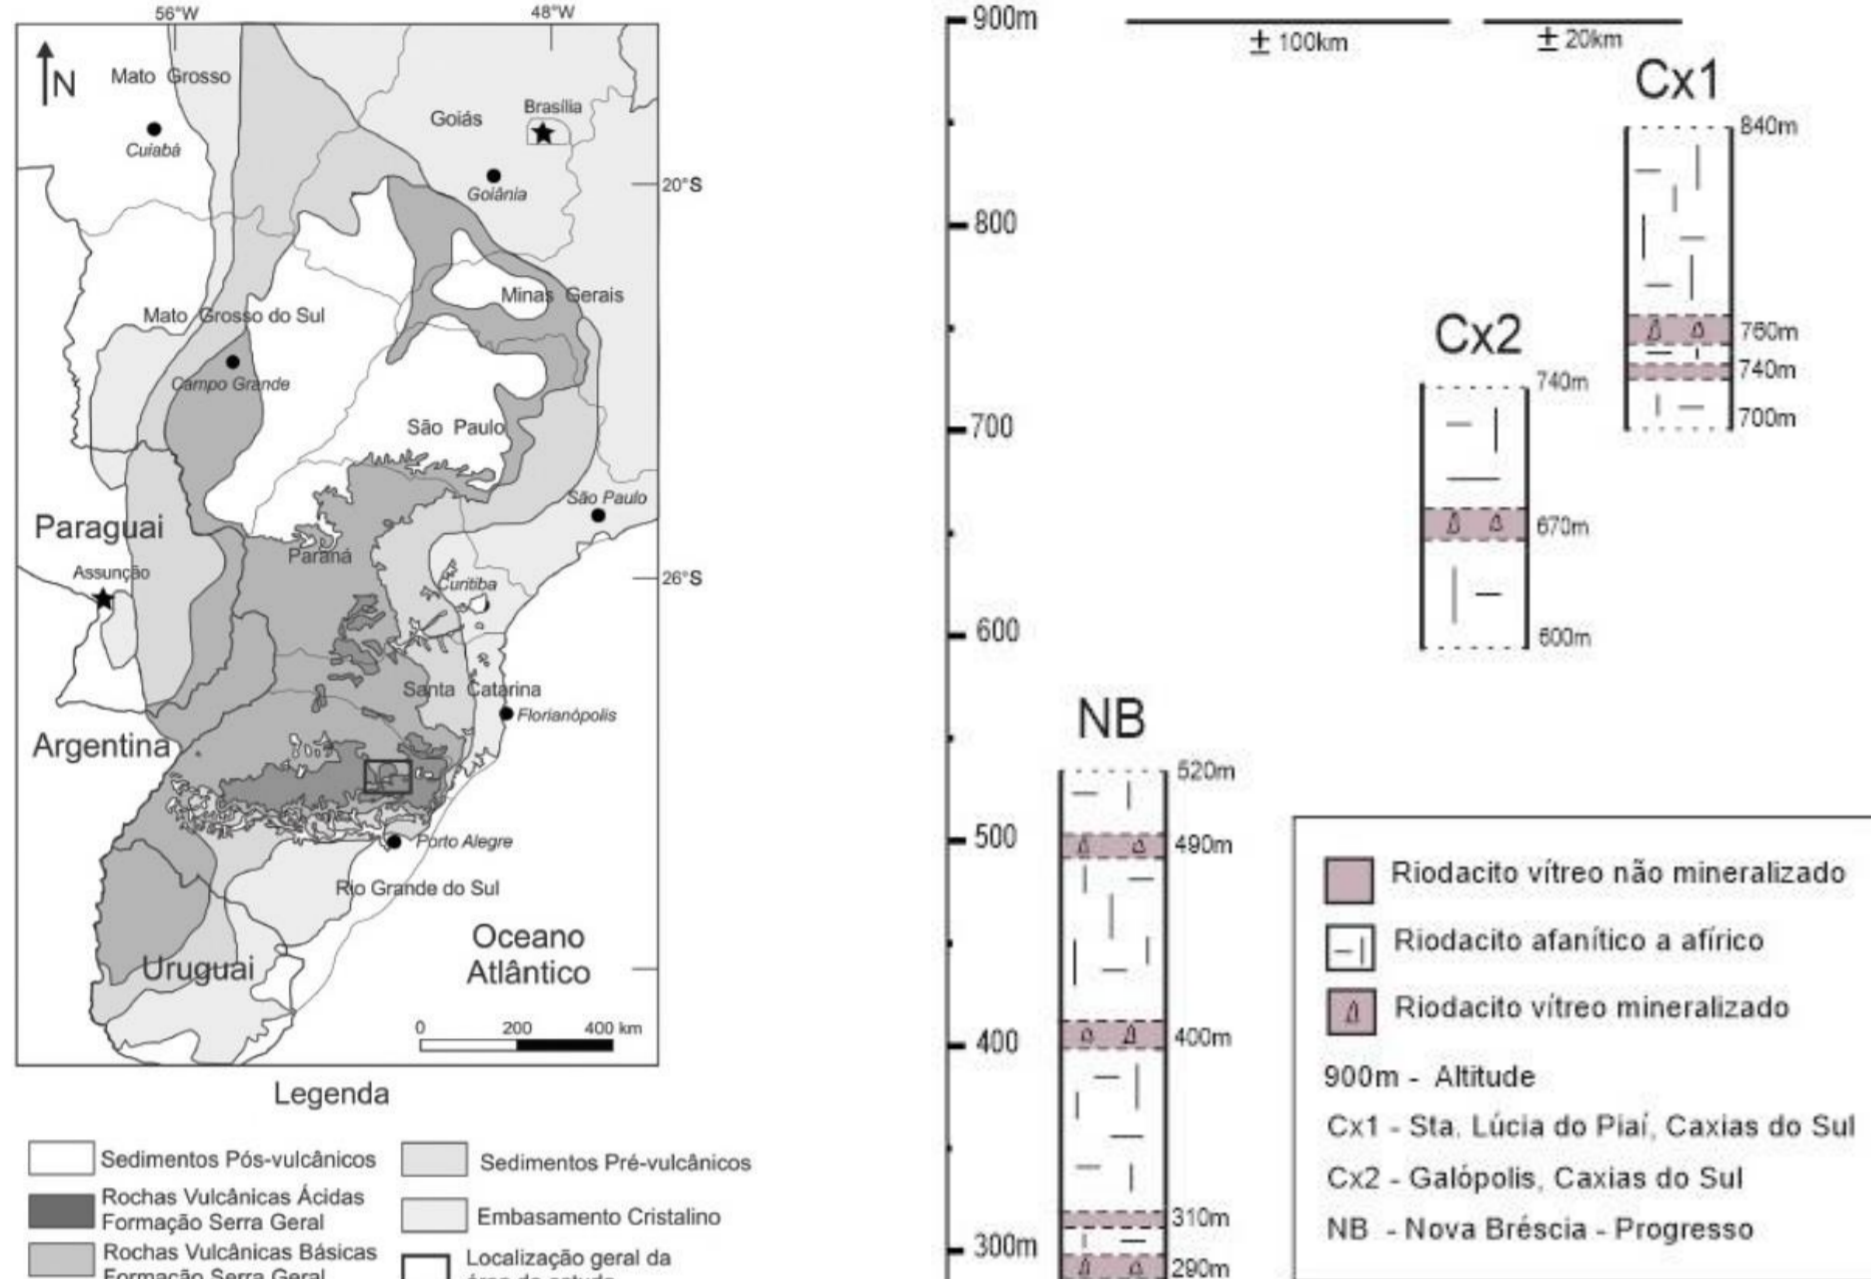 56°W
48°W
N
Mato Grosso
Cuiabá
Goiás
Brasília
Goiânia
20°S
Minas Gerais
Mato Grosso do Sul
Campo Grande
São Paulo
São Paulo
Paraguai
Assunção
Paraná
Curitiba
26°S
Santa Catarina
Florianópolis
Argentina
Porto Alegre
Rio Grande do Sul
Oceano
Atlântico
Uruguai
0 200 400 km
Legenda
Sedimentos Pós-vulcânicos
Rochas Vulcânicas Ácidas
Formação Serra Geral
Rochas Vulcânicas Básicas
Formação Serra Geral
Sedimentos Pré-vulcânicos
Embasamento Cristalino
Localização geral da
área de estudo
900m
800
700
600
500
400
300m
± 100km
± 20km
Cx1
840m
760m
740m
700m
Cx2
740m
670m
600m
NB
520m
490m
400m
310m
290m
Riodacito vítreo não mineralizado
Riodacito afanítico a afírico
Riodacito vítreo mineralizado
900m - Altitude
Cx1 - Sta. Lúcia do Piaí, Caxias do Sul
Cx2 - Galópolis, Caxias do Sul
NB - Nova Bréscia - Progresso